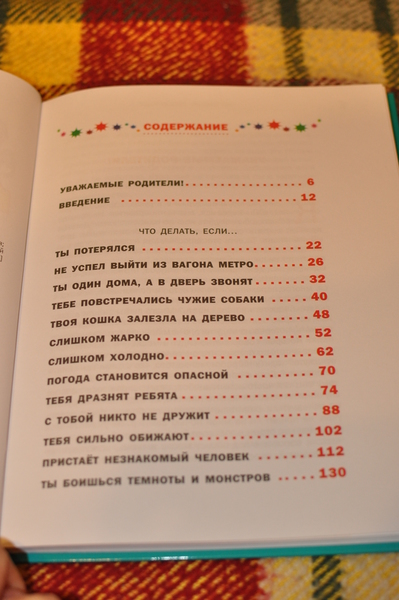 СОДЕРЖАНИЕ
УВАЖАЕМЫЕ РОДИТЕЛИ! 6
ВВЕДЕНИЕ 12
ЧТО ДЕЛАТЬ, ЕСЛИ...
ТЫ ПОТЕРЯЛСЯ 22
НЕ УСПЕЛ ВЫЙТИ ИЗ ВАГОНА МЕТРО 26
ТЫ ОДИН ДОМА, А В ДВЕРЬ ЗВОНЯТ 32
ТЕБЕ ПОВСТРЕЧАЛИСЬ ЧУЖИЕ СОБАКИ 40
ТВОЯ КОШКА ЗАЛЕЗЛА НА ДЕРЕВО 48
СЛИШКОМ ЖАРКО 52
СЛИШКОМ ХОЛОДНО 62
ПОГОДА СТАНОВИТСЯ ОПАСНОЙ 70
ТЕБЯ ДРАЗНЯТ РЕБЯТА 74
С ТОБОЙ НИКТО НЕ ДРУЖИТ 88
ТЕБЯ СИЛЬНО ОБИЖАЮТ 102
ПРИСТАЁТ НЕЗНАКОМЫЙ ЧЕЛОВЕК 112
ТЫ БОИШЬСЯ ТЕМНОТЫ И МОНСТРОВ 130